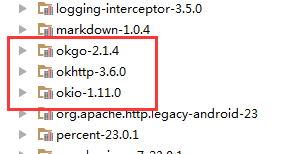 logging-interceptor-3.5.0
markdown-1.0.4
okgo-2.1.4
okhttp-3.6.0
okio-1.11.0
org.apache.http.legacy-android-23
percent-23.0.1